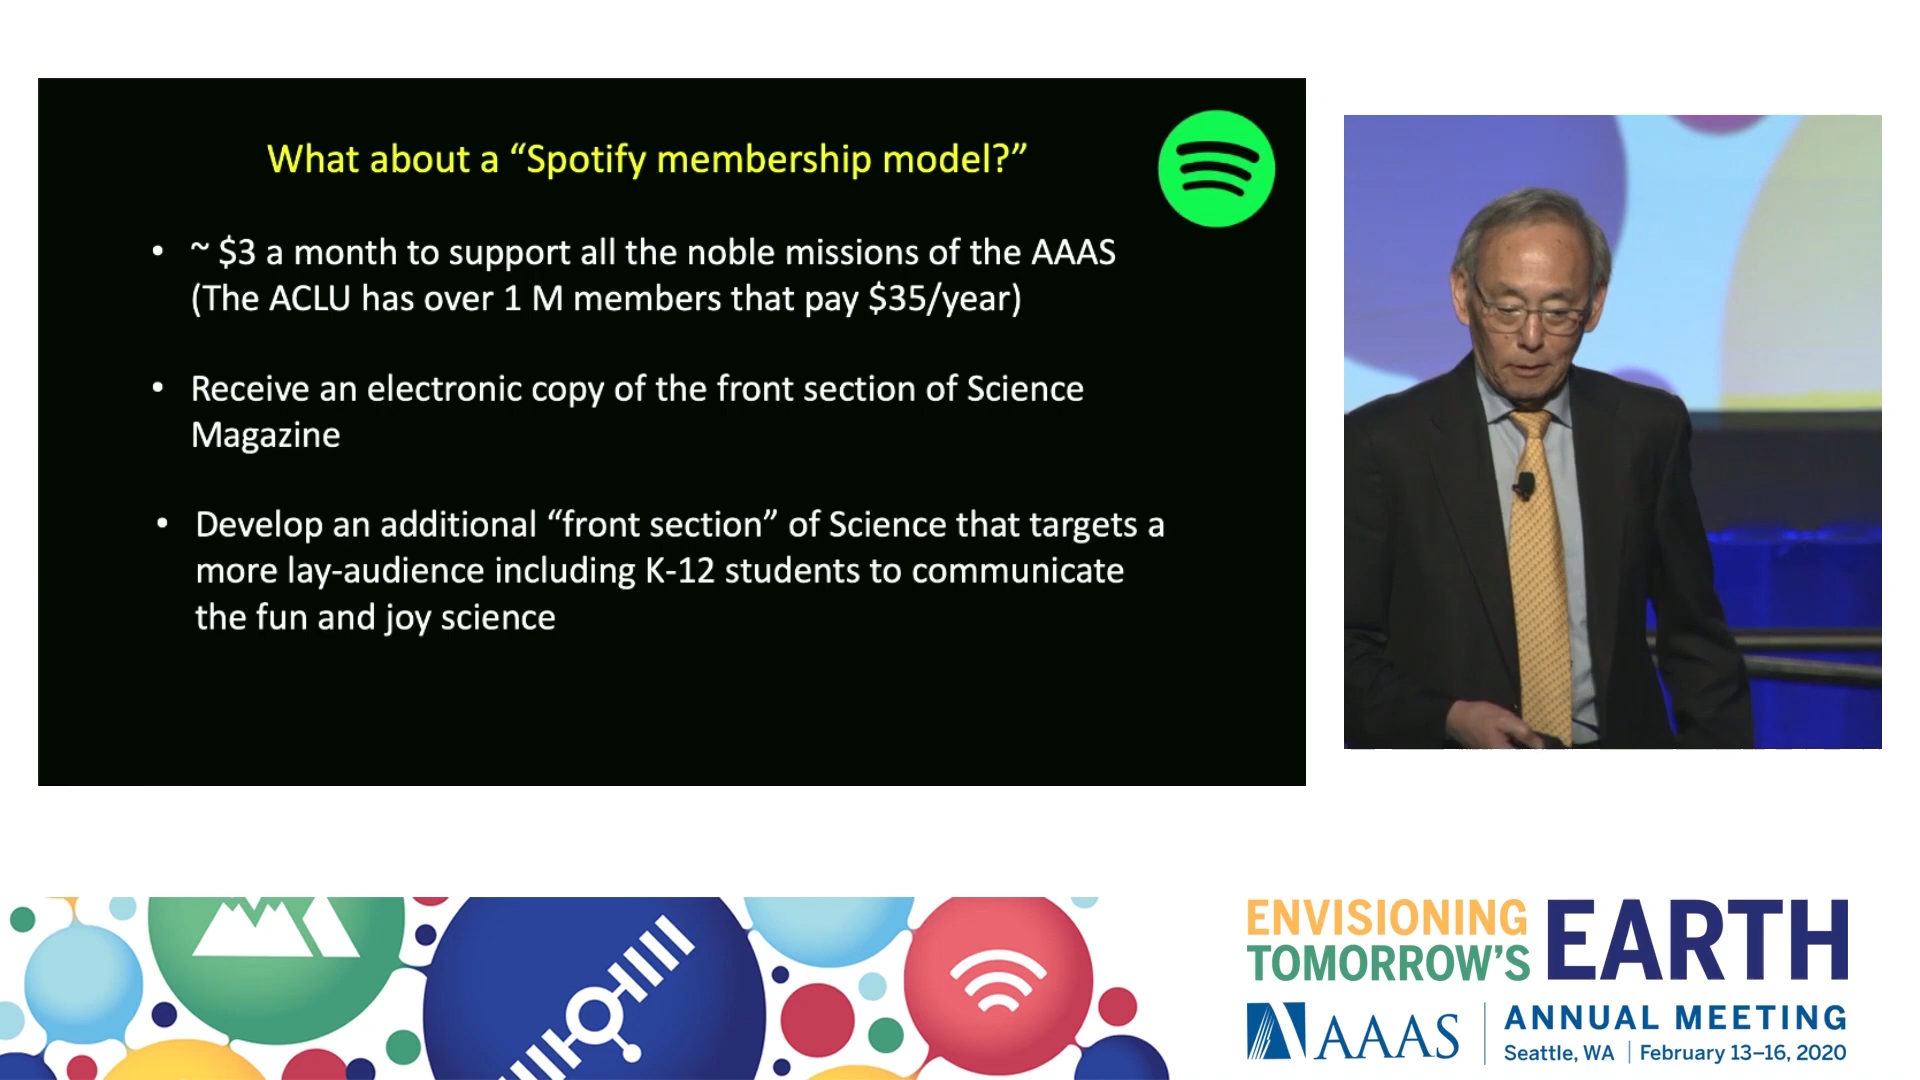 What about a “Spotify membership model?”
• ~ $3 a month to support all the noble missions of the AAAS
(The ACLU has over 1 M members that pay $35/year)
• Receive an electronic copy of the front section of Science
Magazine
• Develop an additional “front section” of Science that targets a
more lay-audience including K-12 students to communicate
the fun and joy science
ENVISIONING
TOMORROW’S
EARTH
AAAS
ANNUAL MEETING
Seattle, WA | February 13–16, 2020